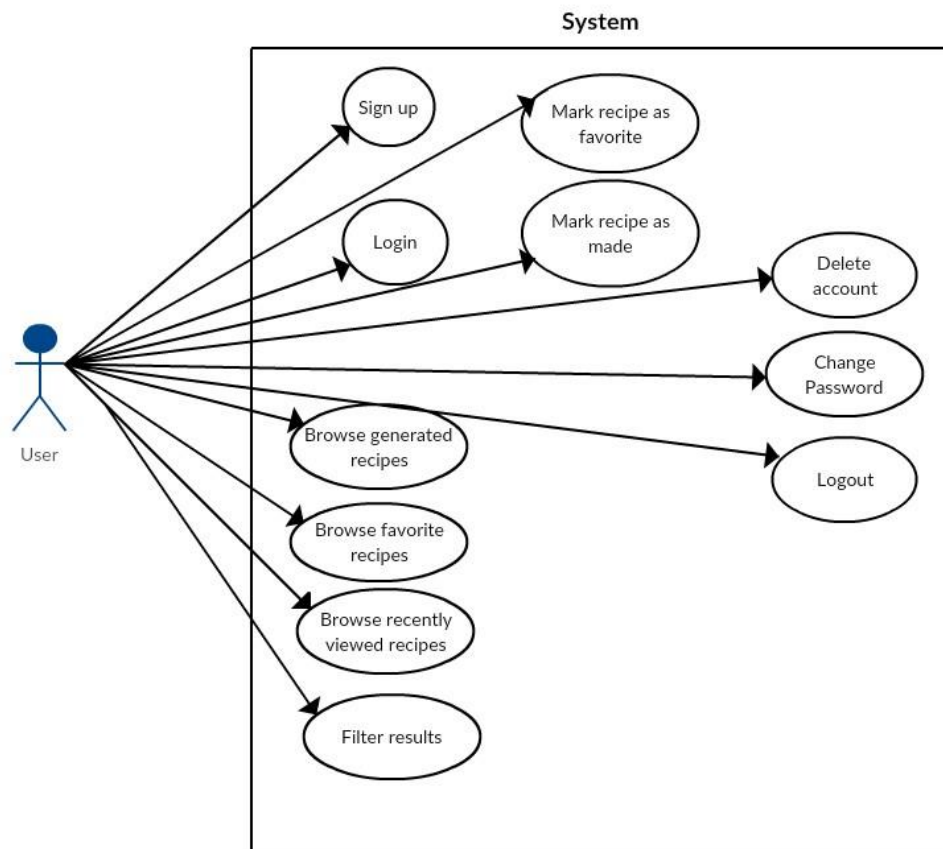 System
Sign up
Mark recipe as
favorite
Login
Mark recipe as
made
Delete
account
Change
Password
User
Browse generated
recipes
Logout
Browse favorite
recipes
Browse recently
viewed recipes
Filter results